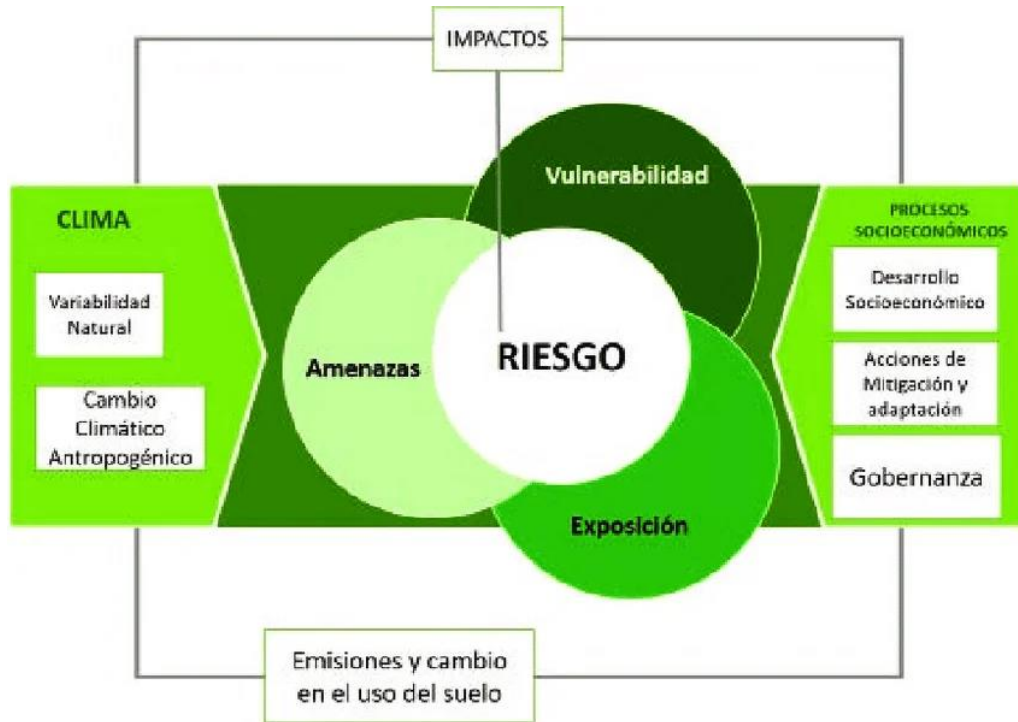 IMPACTOS
Vulnerabilidad
CLIMA
Variabilidad
Natural
Cambio
Climático
Antropogénico
Amenazas
RIESGO
Exposición
PROCESOS
SOCIOECONÓMICOS
Desarrollo
Socioeconómico
Acciones de
Mitigación y
adaptación
Gobernanza
Emisiones y cambio
en el uso del suelo